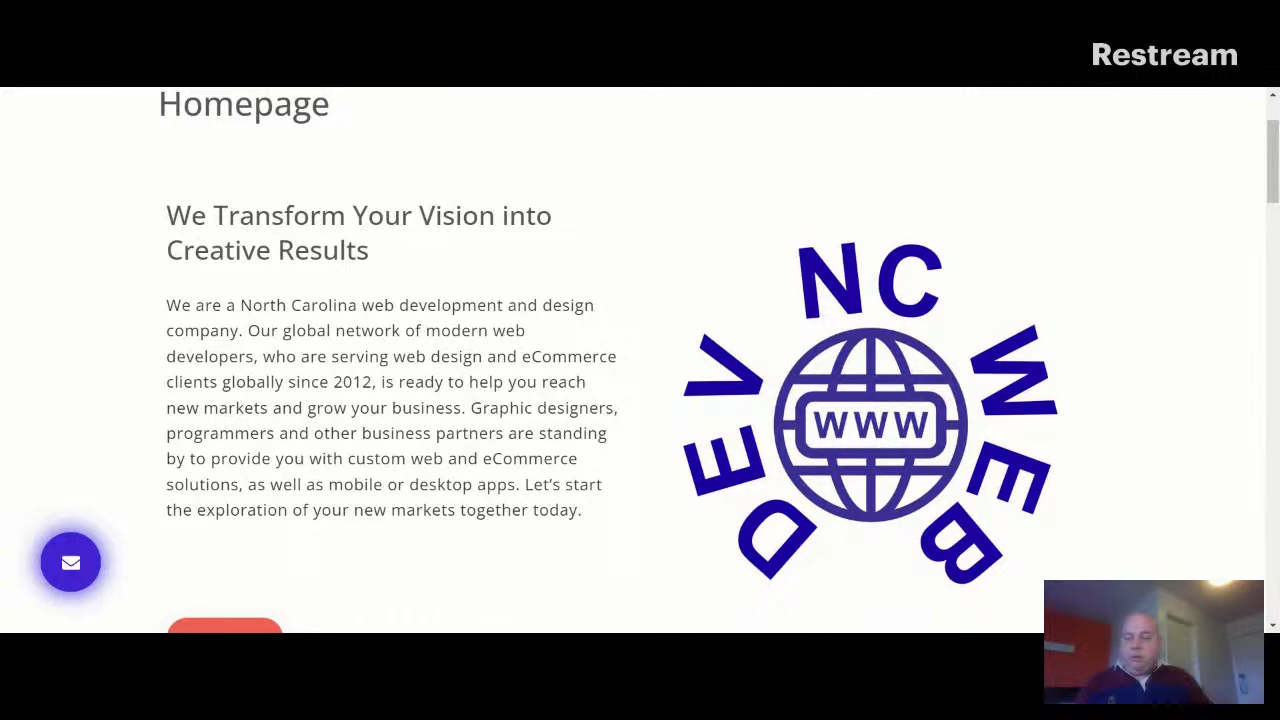 Restream
Homepage
We Transform Your Vision into
Creative Results
We are a North Carolina web development and design
company. Our global network of modern web
developers, who are serving web design and eCommerce
clients globally since 2012, is ready to help you reach
new markets and grow your business. Graphic designers,
programmers and other business partners are standing
by to provide you with custom web and eCommerce
solutions, as well as mobile or desktop apps. Let’s start
the exploration of your new markets together today.
NC WEB DEV
WWW